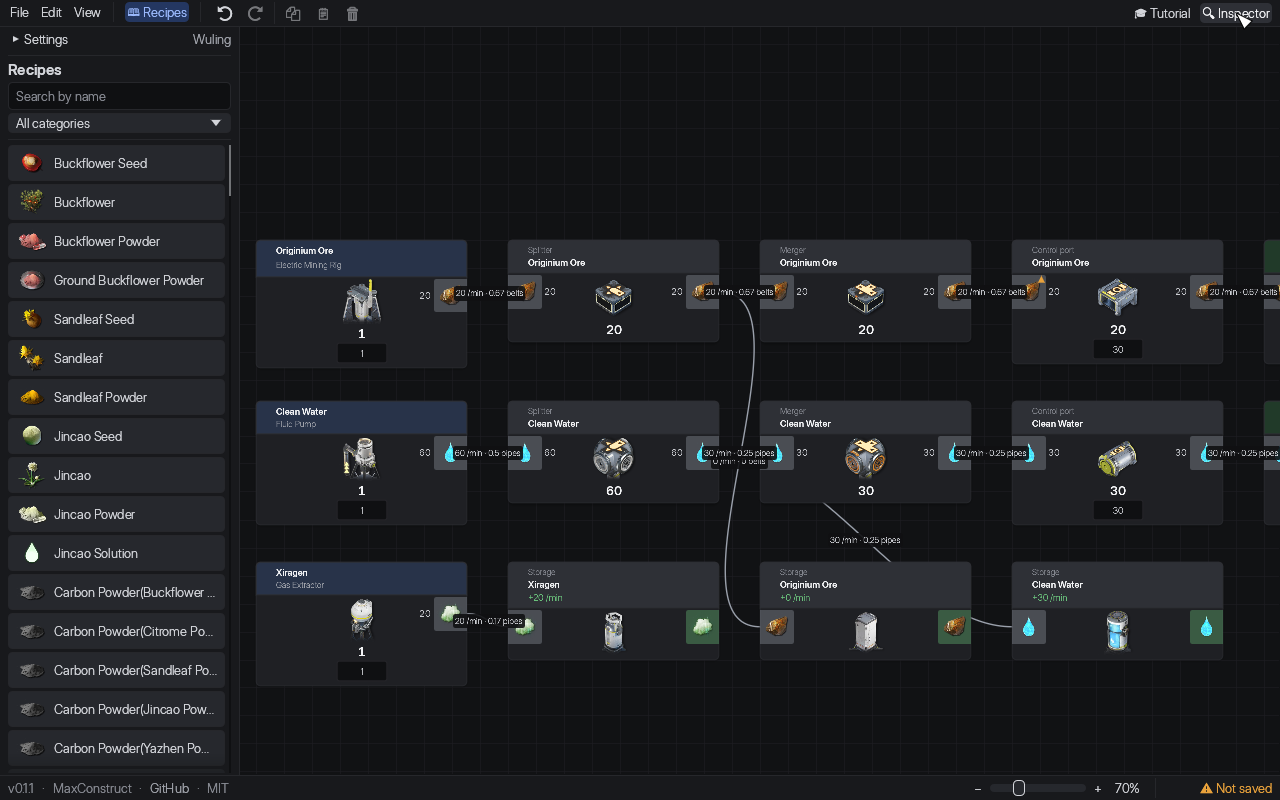 File Edit View Recipes Tutorial Inspector
Settings Wuling
Recipes
Search by name
All categories
Buckflower Seed
Buckflower
Buckflower Powder
Ground Buckflower Powder
Sandleaf Seed
Sandleaf
Sandleaf Powder
Jincao Seed
Jincao
Jincao Powder
Jincao Solution
Carbon Powder(Buckflower ...
Carbon Powder(Citrome Po...
Carbon Powder(Sandleaf Po...
Carbon Powder(Jincao Pow...
Carbon Powder(Yazhen Po...
Originium Ore
Electric Mining Rig
20
1
1
20 /min · 0.67 belts
Splitter
Originium Ore
20 20
20
20 /min · 0.67 belts
Merger
Originium Ore
20 20
20
20 /min · 0.67 belts
Control port
Originium Ore
20 20
20
30
20 /min · 0.67 belts
Clean Water
Fluid Pump
60
1
1
60 /min · 0.5 pipes
Splitter
Clean Water
60 60
60
30 /min · 0.25 pipes
0 /min · 0 belts
Merger
Clean Water
30 30
30
30 /min · 0.25 pipes
Control port
Clean Water
30 30
30
30
30 /min · 0.25 pipes
30 /min · 0.25 pipes
Xiragen
Gas Extractor
20
1
1
20 /min · 0.17 pipes
Storage
Xiragen
+20 /min
Storage
Originium Ore
+0 /min
Storage
Clean Water
+30 /min
v0.1.1 · MaxConstruct · GitHub · MIT
− + 70% Not saved